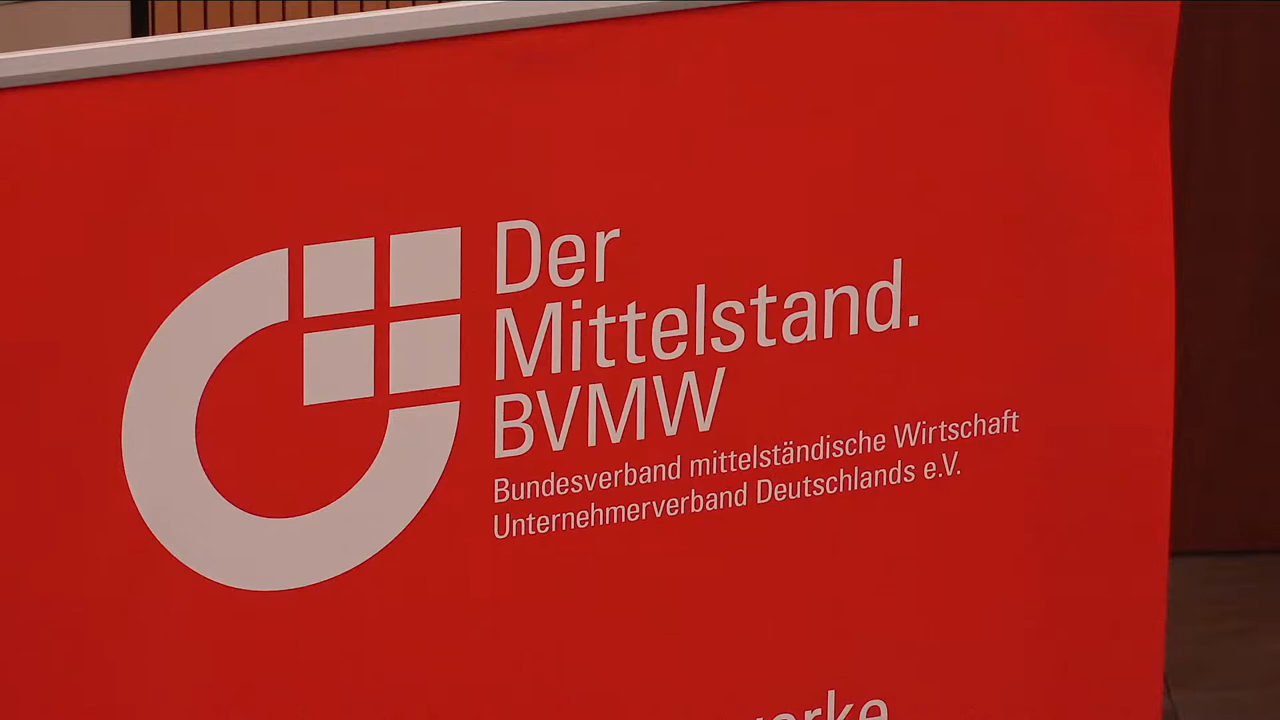 Der
Mittelstand.
BVMW
Bundesverband mittelständische Wirtschaft
Unternehmerverband Deutschlands e.V.